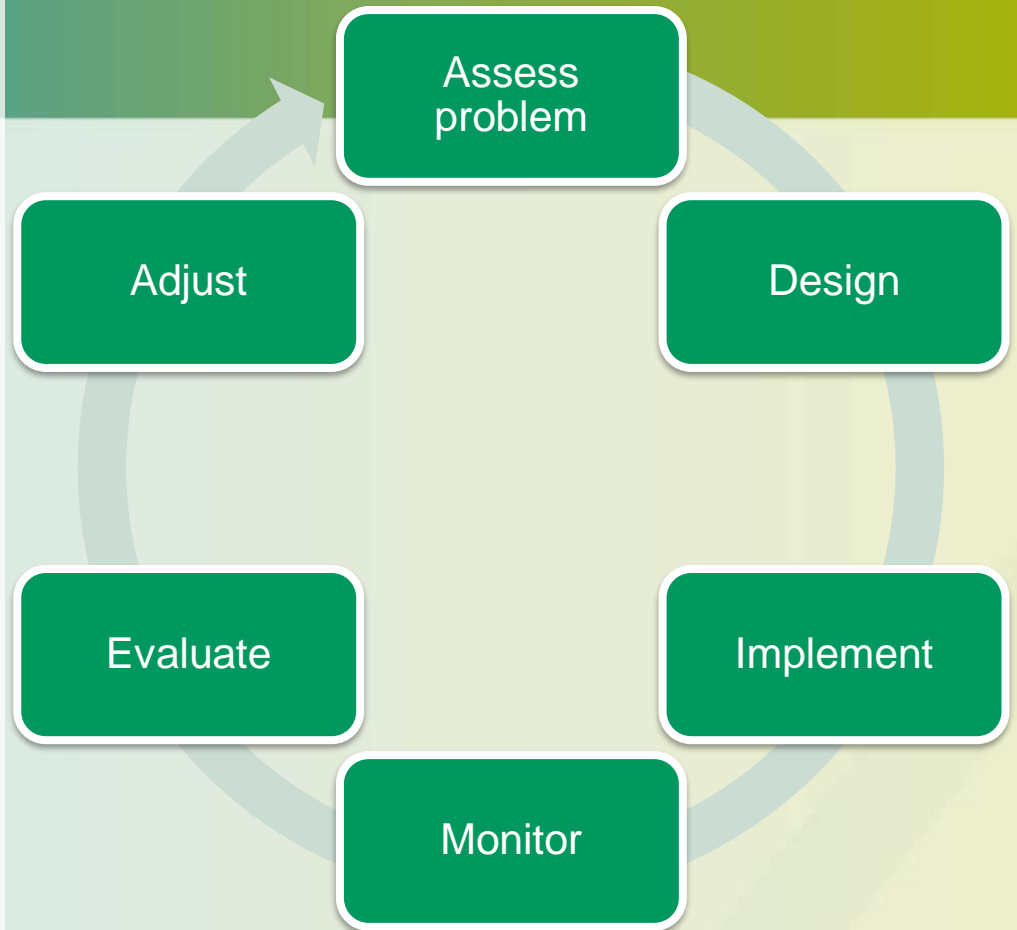 Assess
problem
Design
Implement
Monitor
Evaluate
Adjust